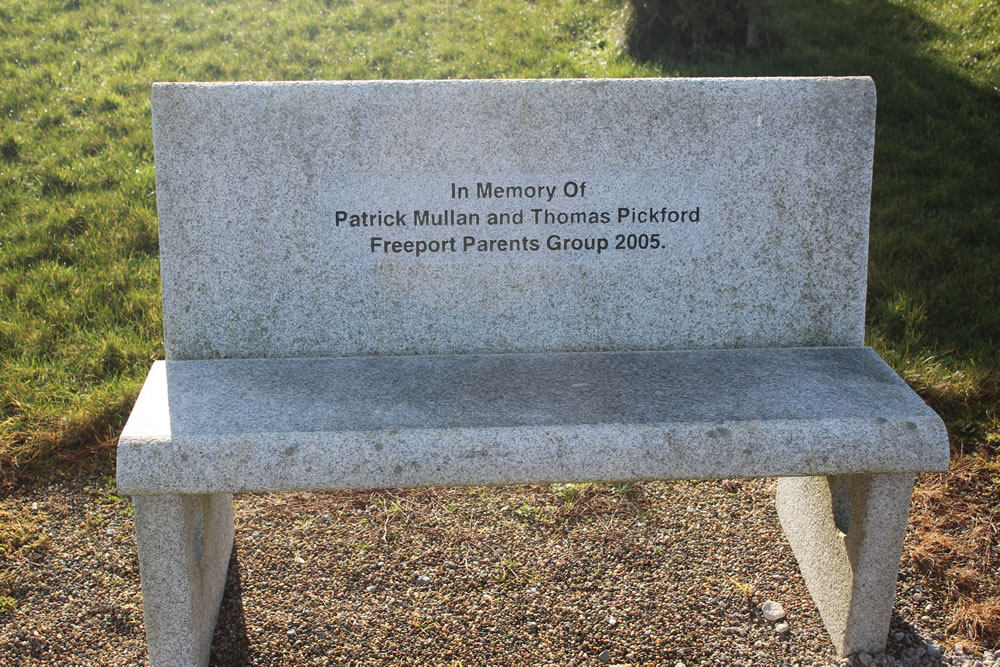 In Memory Of
Patrick Mullan and Thomas Pickford
Freeport Parents Group 2005.